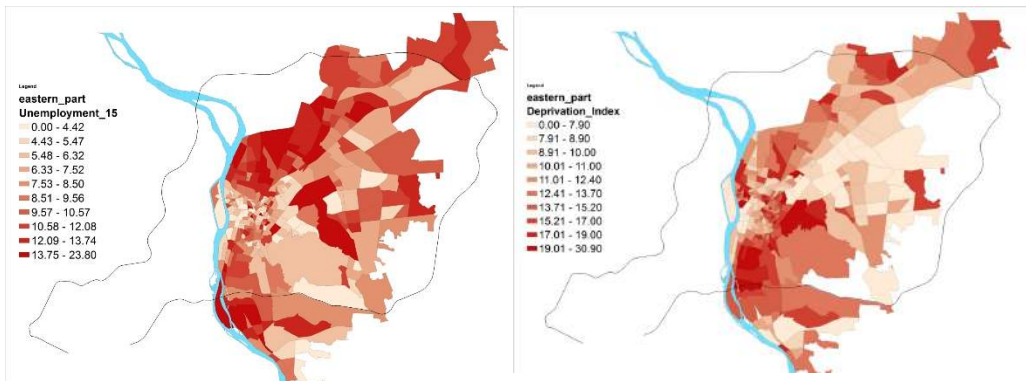 Legend
eastern_part
Unemployment_15
0.00 - 4.42
4.43 - 5.47
5.48 - 6.32
6.33 - 7.52
7.53 - 8.50
8.51 - 9.56
9.57 - 10.57
10.58 - 12.08
12.09 - 13.74
13.75 - 23.80
Legend
eastern_part
Deprivation_Index
0.00 - 7.90
7.91 - 8.90
8.91 - 10.00
10.01 - 11.00
11.01 - 12.40
12.41 - 13.70
13.71 - 15.20
15.21 - 17.00
17.01 - 19.00
19.01 - 30.90